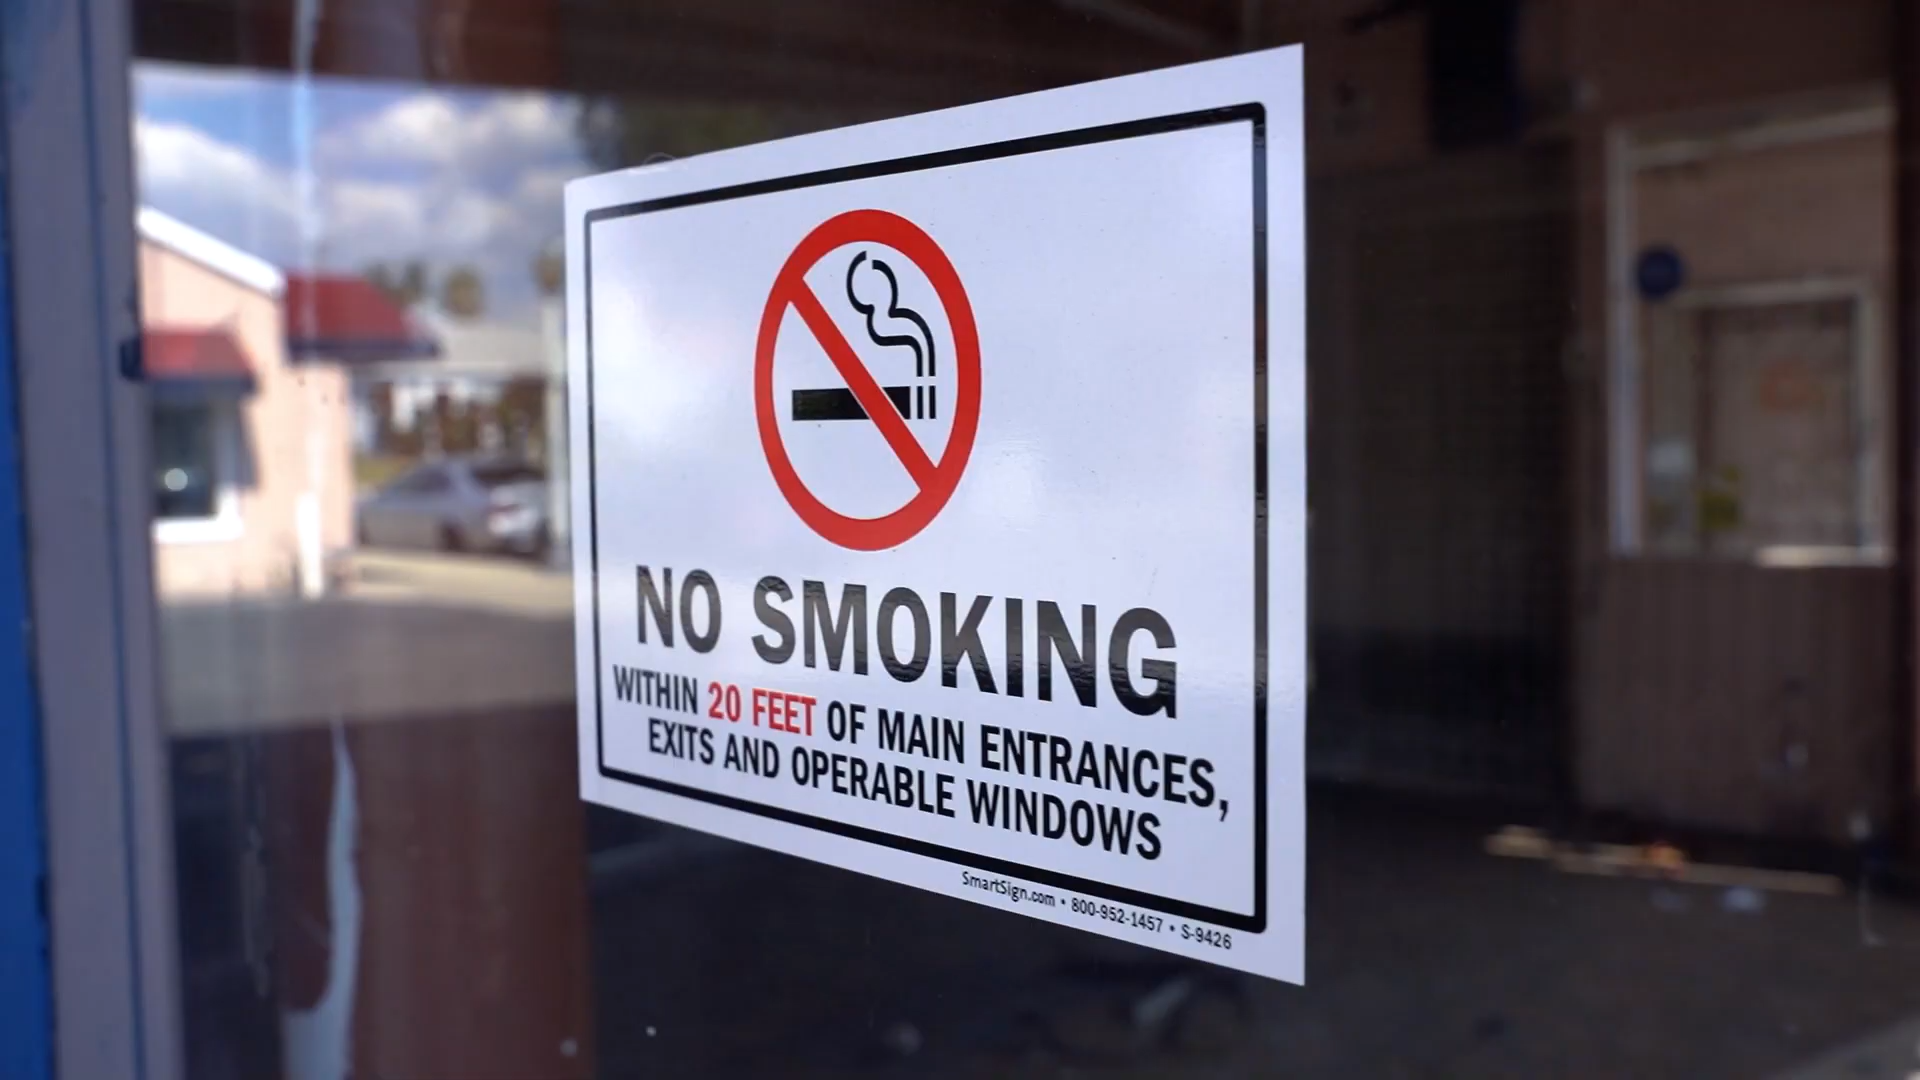 NO SMOKING
WITHIN 20 FEET OF MAIN ENTRANCES,
EXITS AND OPERABLE WINDOWS
SmartSign.com • 800-952-1457 • S-9426